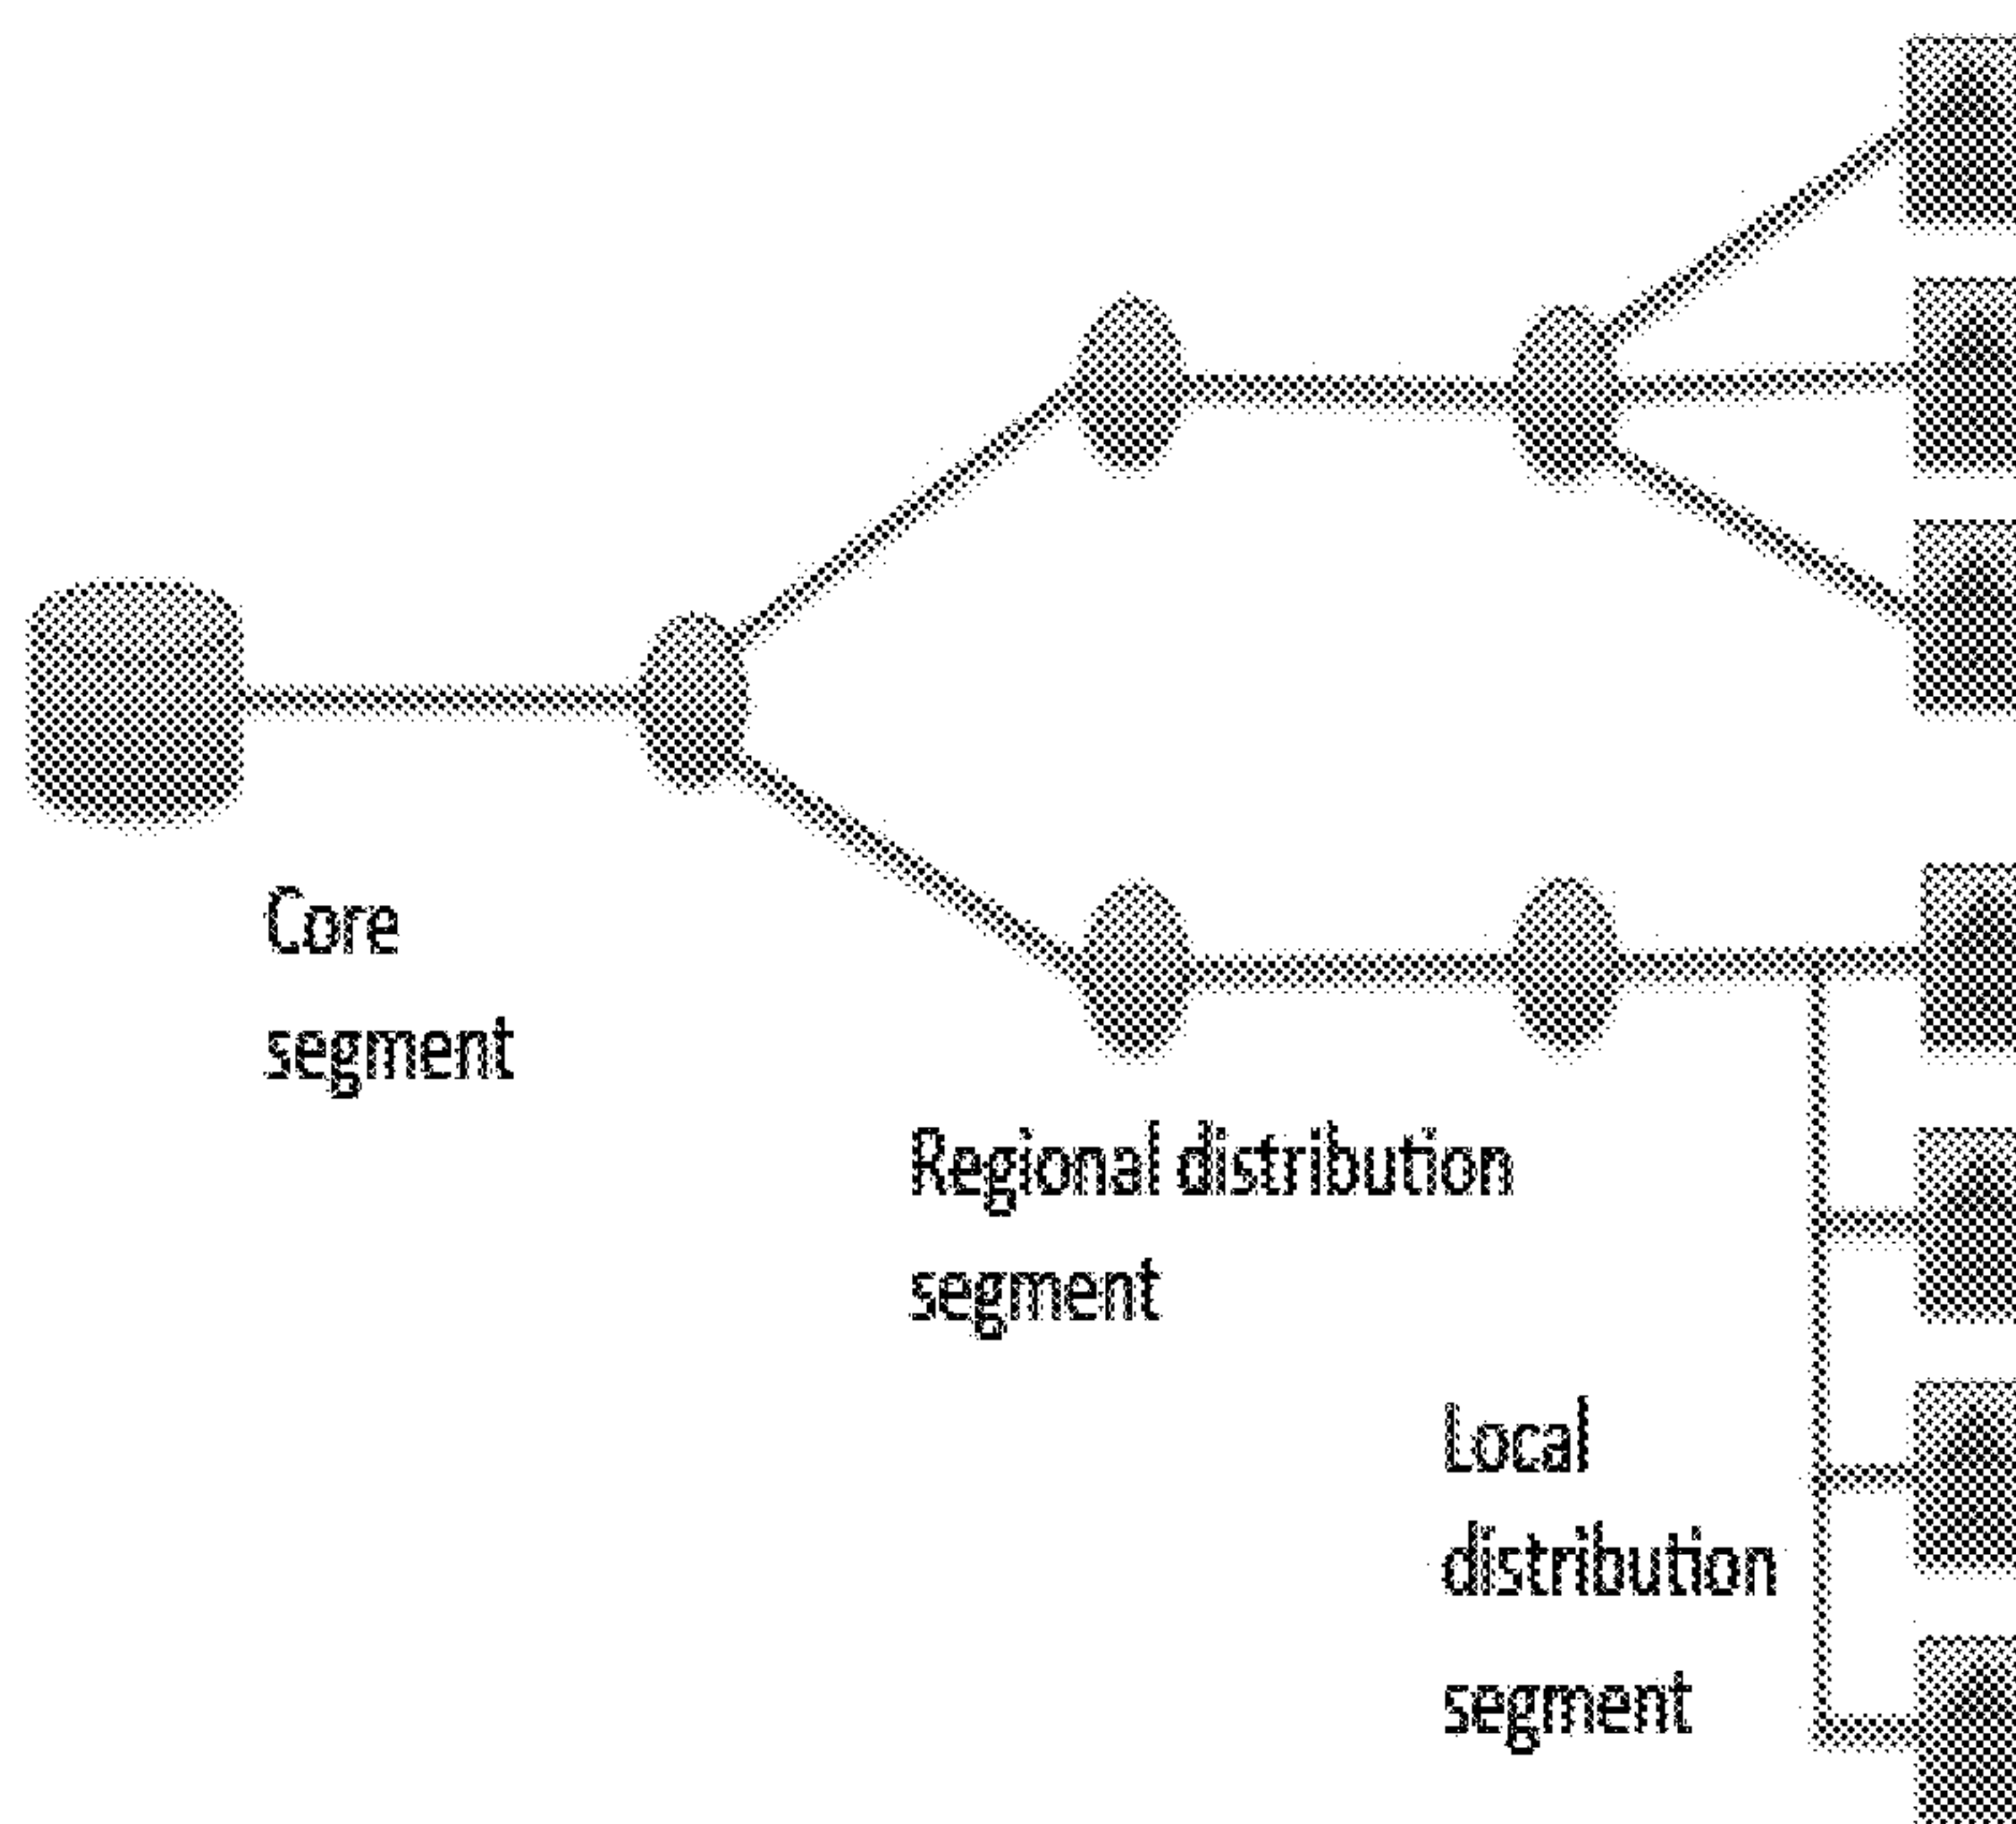 Core
segment
Regional distribution
segment
Local
distribution
segment